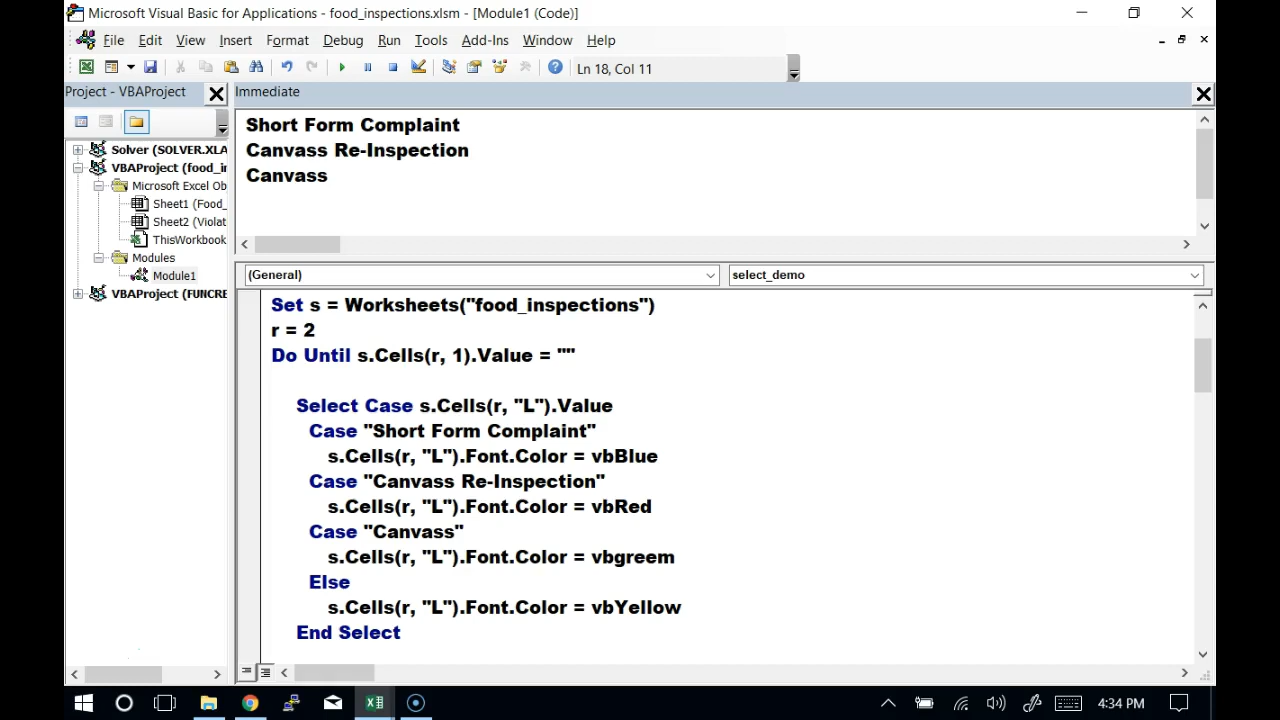 Microsoft Visual Basic for Applications - food_inspections.xlsm - [Module1 (Code)]
File Edit View Insert Format Debug Run Tools Add-Ins Window Help
Ln 18, Col 11
Project - VBAProject
Immediate
Short Form Complaint
Canvass Re-Inspection
Canvass
Solver (SOLVER.XLA
VBAProject (food_ir
Microsoft Excel Ob
Sheet1 (Food_
Sheet2 (Violat
ThisWorkbook
Modules
Module1
VBAProject (FUNCRE
(General) select_demo
Set s = Worksheets("food_inspections")
r = 2
Do Until s.Cells(r, 1).Value = ""
Select Case s.Cells(r, "L").Value
Case "Short Form Complaint"
s.Cells(r, "L").Font.Color = vbBlue
Case "Canvass Re-Inspection"
s.Cells(r, "L").Font.Color = vbRed
Case "Canvass"
s.Cells(r, "L").Font.Color = vbgreem
Else
s.Cells(r, "L").Font.Color = vbYellow
End Select
4:34 PM